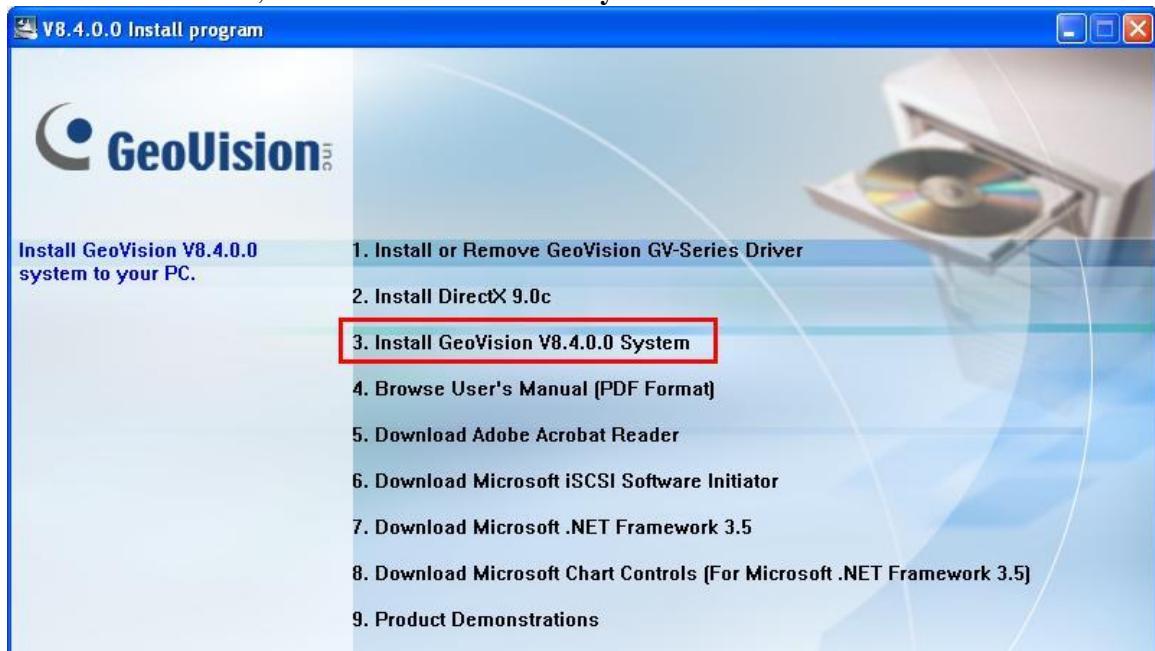 V8.4.0.0 Install program
GeoVision inc
Install GeoVision V8.4.0.0
system to your PC.
1. Install or Remove GeoVision GV-Series Driver
2. Install DirectX 9.0c
3. Install GeoVision V8.4.0.0 System
4. Browse User's Manual (PDF Format)
5. Download Adobe Acrobat Reader
6. Download Microsoft iSCSI Software Initiator
7. Download Microsoft .NET Framework 3.5
8. Download Microsoft Chart Controls (For Microsoft .NET Framework 3.5)
9. Product Demonstrations